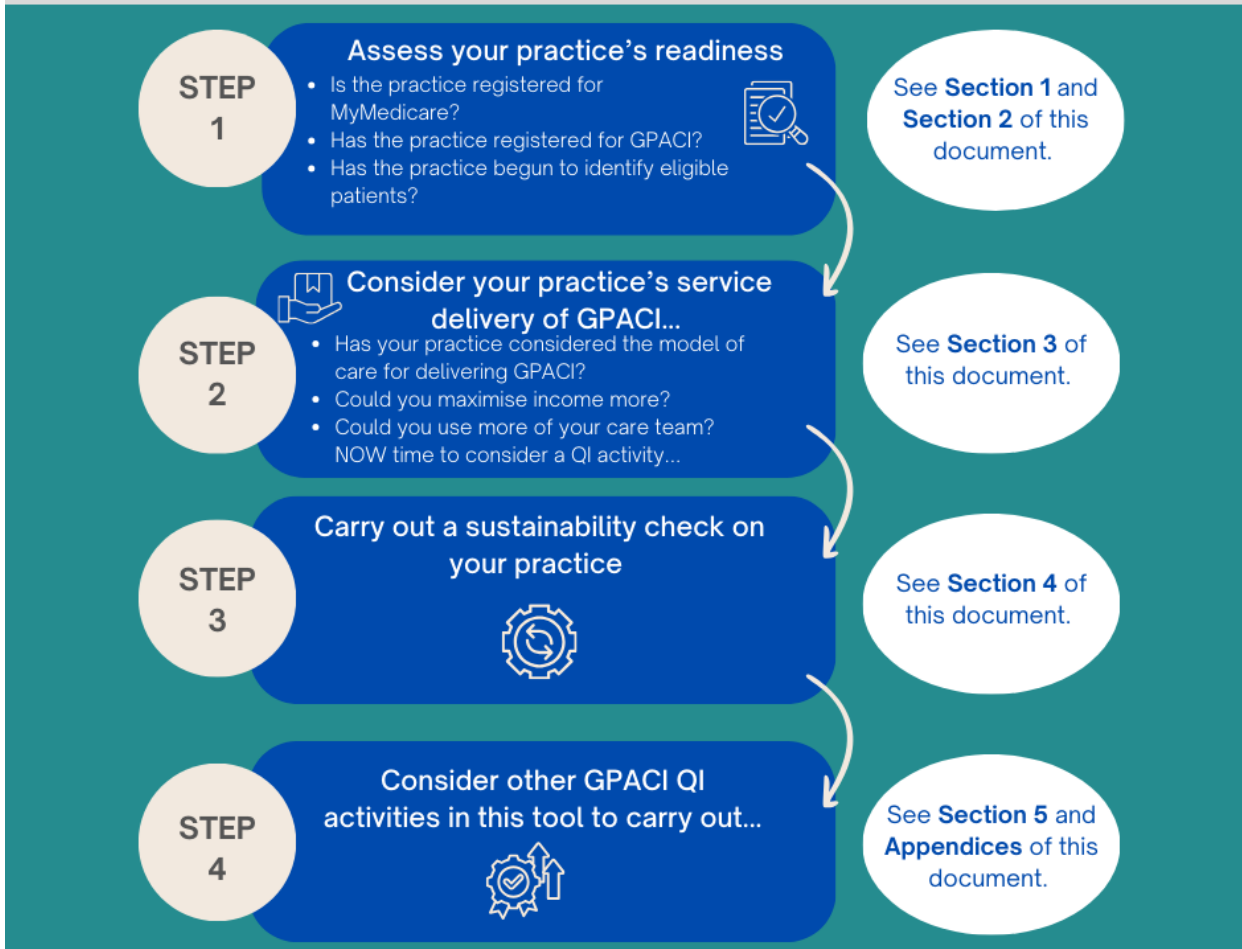 STEP
1
Assess your practice's readiness
• Is the practice registered for
MyMedicare?
• Has the practice registered for GPACI?
• Has the practice begun to identify eligible
patients?
See Section 1 and
Section 2 of this
document.
STEP
2
Consider your practice's service
delivery of GPACI...
• Has your practice considered the model of
care for delivering GPACI?
• Could you maximise income more?
• Could you use more of your care team?
NOW time to consider a QI activity...
See Section 3 of
this document.
STEP
3
Carry out a sustainability check on
your practice
See Section 4 of
this document.
STEP
4
Consider other GPACI QI
activities in this tool to carry out...
See Section 5 and
Appendices of this
document.